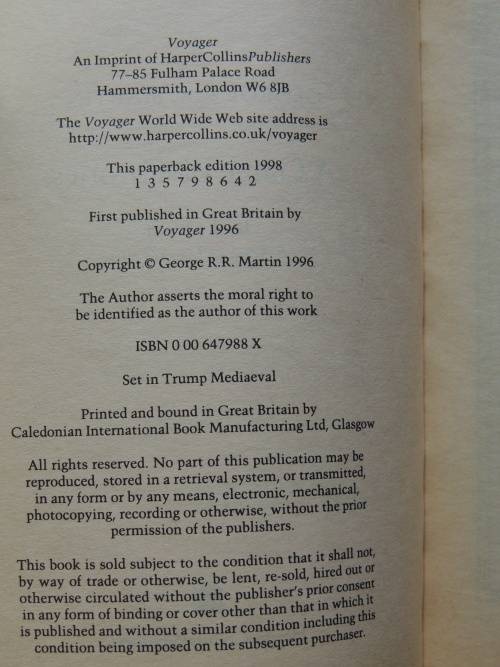 Voyager
An Imprint of HarperCollinsPublishers
77–85 Fulham Palace Road
Hammersmith, London W6 8JB
The Voyager World Wide Web site address is
http://www.harpercollins.co.uk/voyager
This paperback edition 1998
1 3 5 7 9 8 6 4 2
First published in Great Britain by
Voyager 1996
Copyright © George R.R. Martin 1996
The Author asserts the moral right to
be identified as the author of this work
ISBN 0 00 647988 X
Set in Trump Mediaeval
Printed and bound in Great Britain by
Caledonian International Book Manufacturing Ltd, Glasgow
All rights reserved. No part of this publication may be
reproduced, stored in a retrieval system, or transmitted,
in any form or by any means, electronic, mechanical,
photocopying, recording or otherwise, without the prior
permission of the publishers.
This book is sold subject to the condition that it shall not,
by way of trade or otherwise, be lent, re-sold, hired out or
otherwise circulated without the publisher's prior consent
in any form of binding or cover other than that in which it
is published and without a similar condition including this
condition being imposed on the subsequent purchaser.